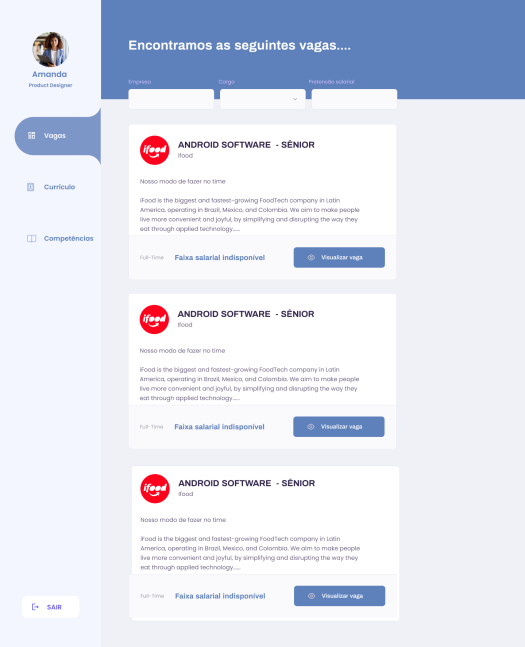 Amanda
Product Designer
Vagas
Currículo
Competências
SAIR
Encontramos as seguintes vagas....
Empresa
Cargo
Pretensão salarial
ifood
ANDROID SOFTWARE - SÊNIOR
Ifood
Nosso modo de fazer no time
iFood is the biggest and fastest-growing FoodTech company in Latin
America, operating in Brazil, Mexico, and Colombia. We aim to make people
live more convenient and joyful, by simplifying and disrupting the way they
eat through applied technology.....
Full-Time
Faixa salarial indisponível
Visualizar vaga
ifood
ANDROID SOFTWARE - SÊNIOR
Ifood
Nosso modo de fazer no time
iFood is the biggest and fastest-growing FoodTech company in Latin
America, operating in Brazil, Mexico, and Colombia. We aim to make people
live more convenient and joyful, by simplifying and disrupting the way they
eat through applied technology.....
Full-Time
Faixa salarial indisponível
Visualizar vaga
ifood
ANDROID SOFTWARE - SÊNIOR
Ifood
Nosso modo de fazer no time
iFood is the biggest and fastest-growing FoodTech company in Latin
America, operating in Brazil, Mexico, and Colombia. We aim to make people
live more convenient and joyful, by simplifying and disrupting the way they
eat through applied technology.....
Full-Time
Faixa salarial indisponível
Visualizar vaga